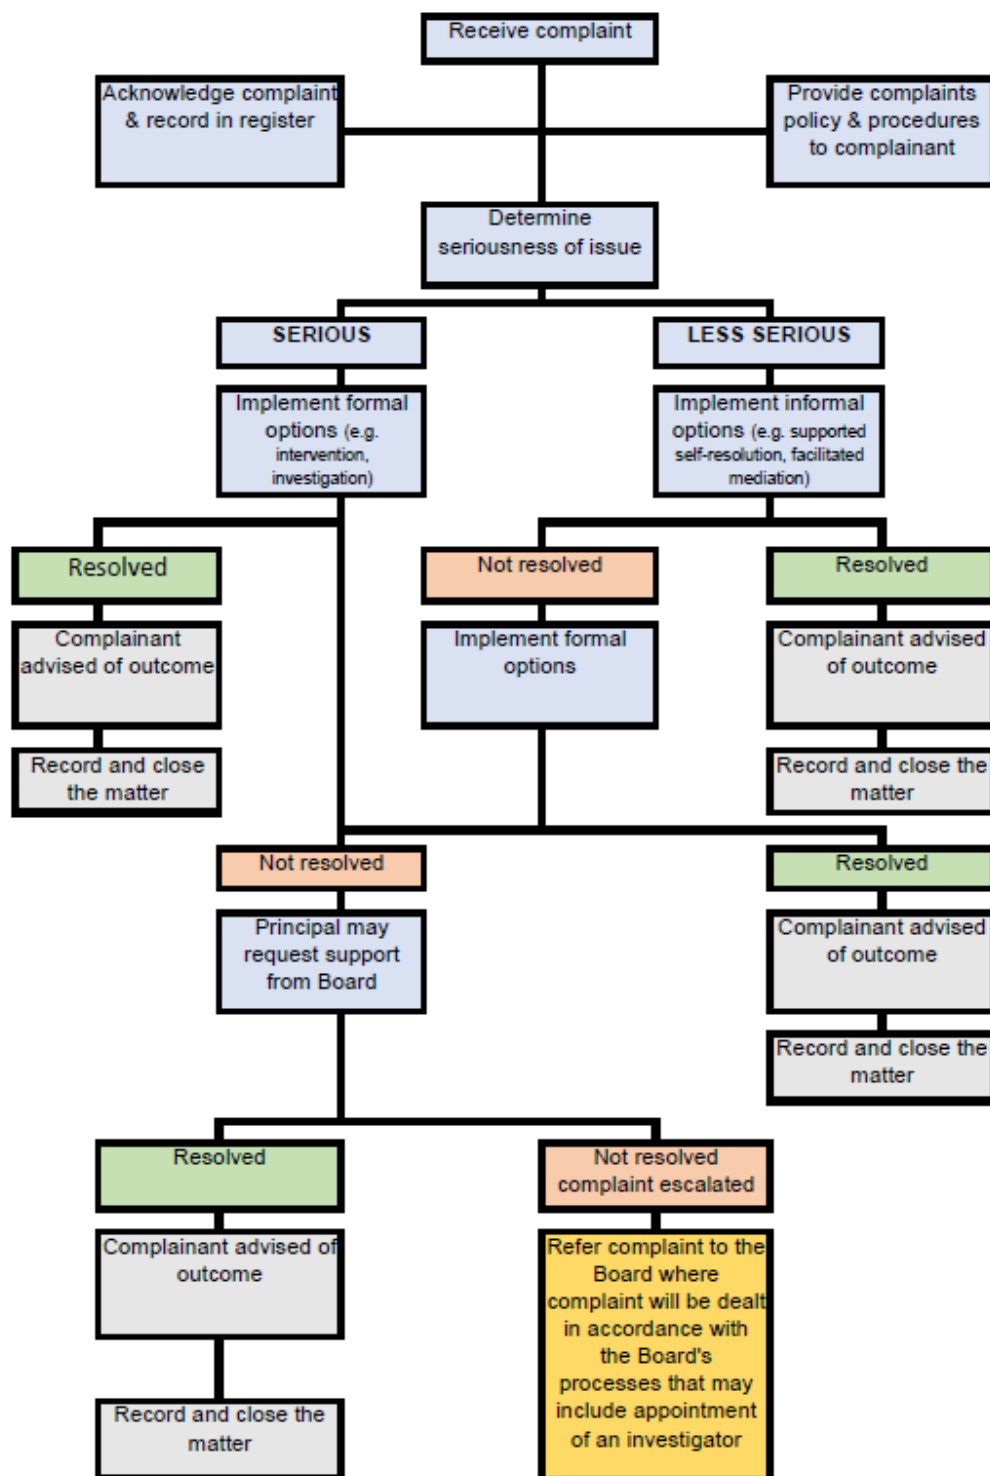 Receive complaint
Acknowledge complaint
& record in register
Provide complaints
policy & procedures
to complainant
Determine
seriousness of issue
SERIOUS
LESS SERIOUS
Implement formal
options (e.g.
intervention,
investigation)
Implement informal
options (e.g. supported
self-resolution, facilitated
mediation)
Resolved
Complainant
advised of outcome
Record and close
the matter
Not resolved
Implement formal
options
Resolved
Complainant advised
of outcome
Record and close the
matter
Not resolved
Principal may
request support
from Board
Resolved
Complainant advised
of outcome
Record and close the
matter
Resolved
Complainant advised of
outcome
Record and close the
matter
Not resolved
complaint escalated
Refer complaint to the
Board where
complaint will be dealt
in accordance with
the Board's
processes that may
include appointment
of an investigator